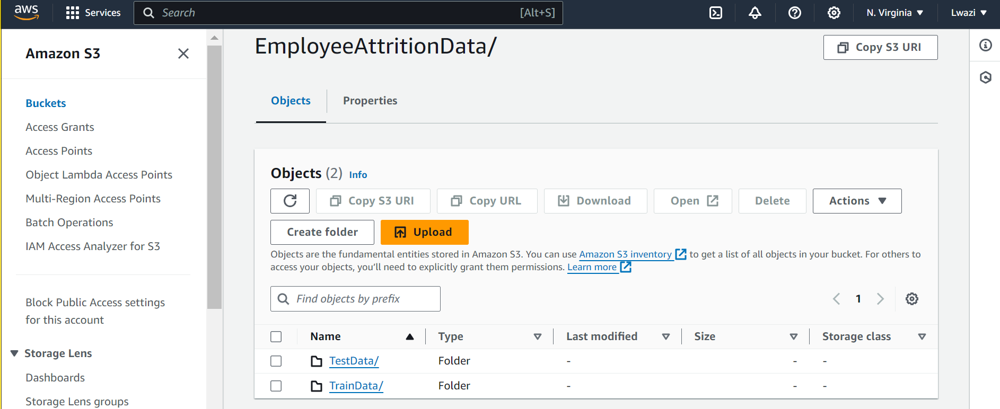 aws
Services
Search [Alt+S]
N. Virginia
Lwazi
Amazon S3
Buckets
Access Grants
Access Points
Object Lambda Access Points
Multi-Region Access Points
Batch Operations
IAM Access Analyzer for S3
Block Public Access settings
for this account
Storage Lens
Dashboards
Storage Lens groups
EmployeeAttritionData/
Copy S3 URI
Objects
Properties
Objects (2) Info
Copy S3 URI
Copy URL
Download
Open
Delete
Actions
Create folder
Upload
Objects are the fundamental entities stored in Amazon S3. You can use Amazon S3 inventory to get a list of all objects in your bucket. For others to
access your objects, you’ll need to explicitly grant them permissions. Learn more
Find objects by prefix
1
Name Type Last modified Size Storage class
TestData/ Folder - - -
TrainData/ Folder - - -